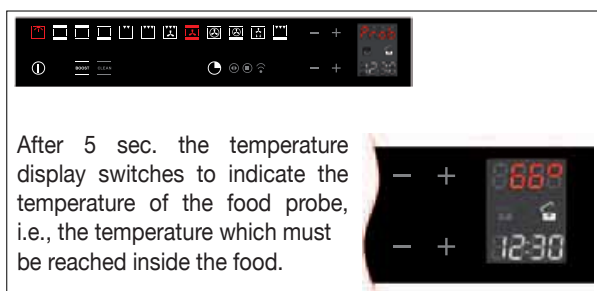 Prob
BOOST CLEAN
12:30
After 5 sec. the temperature
display switches to indicate the
temperature of the food probe,
i.e., the temperature which must
be reached inside the food.
66°
12:30